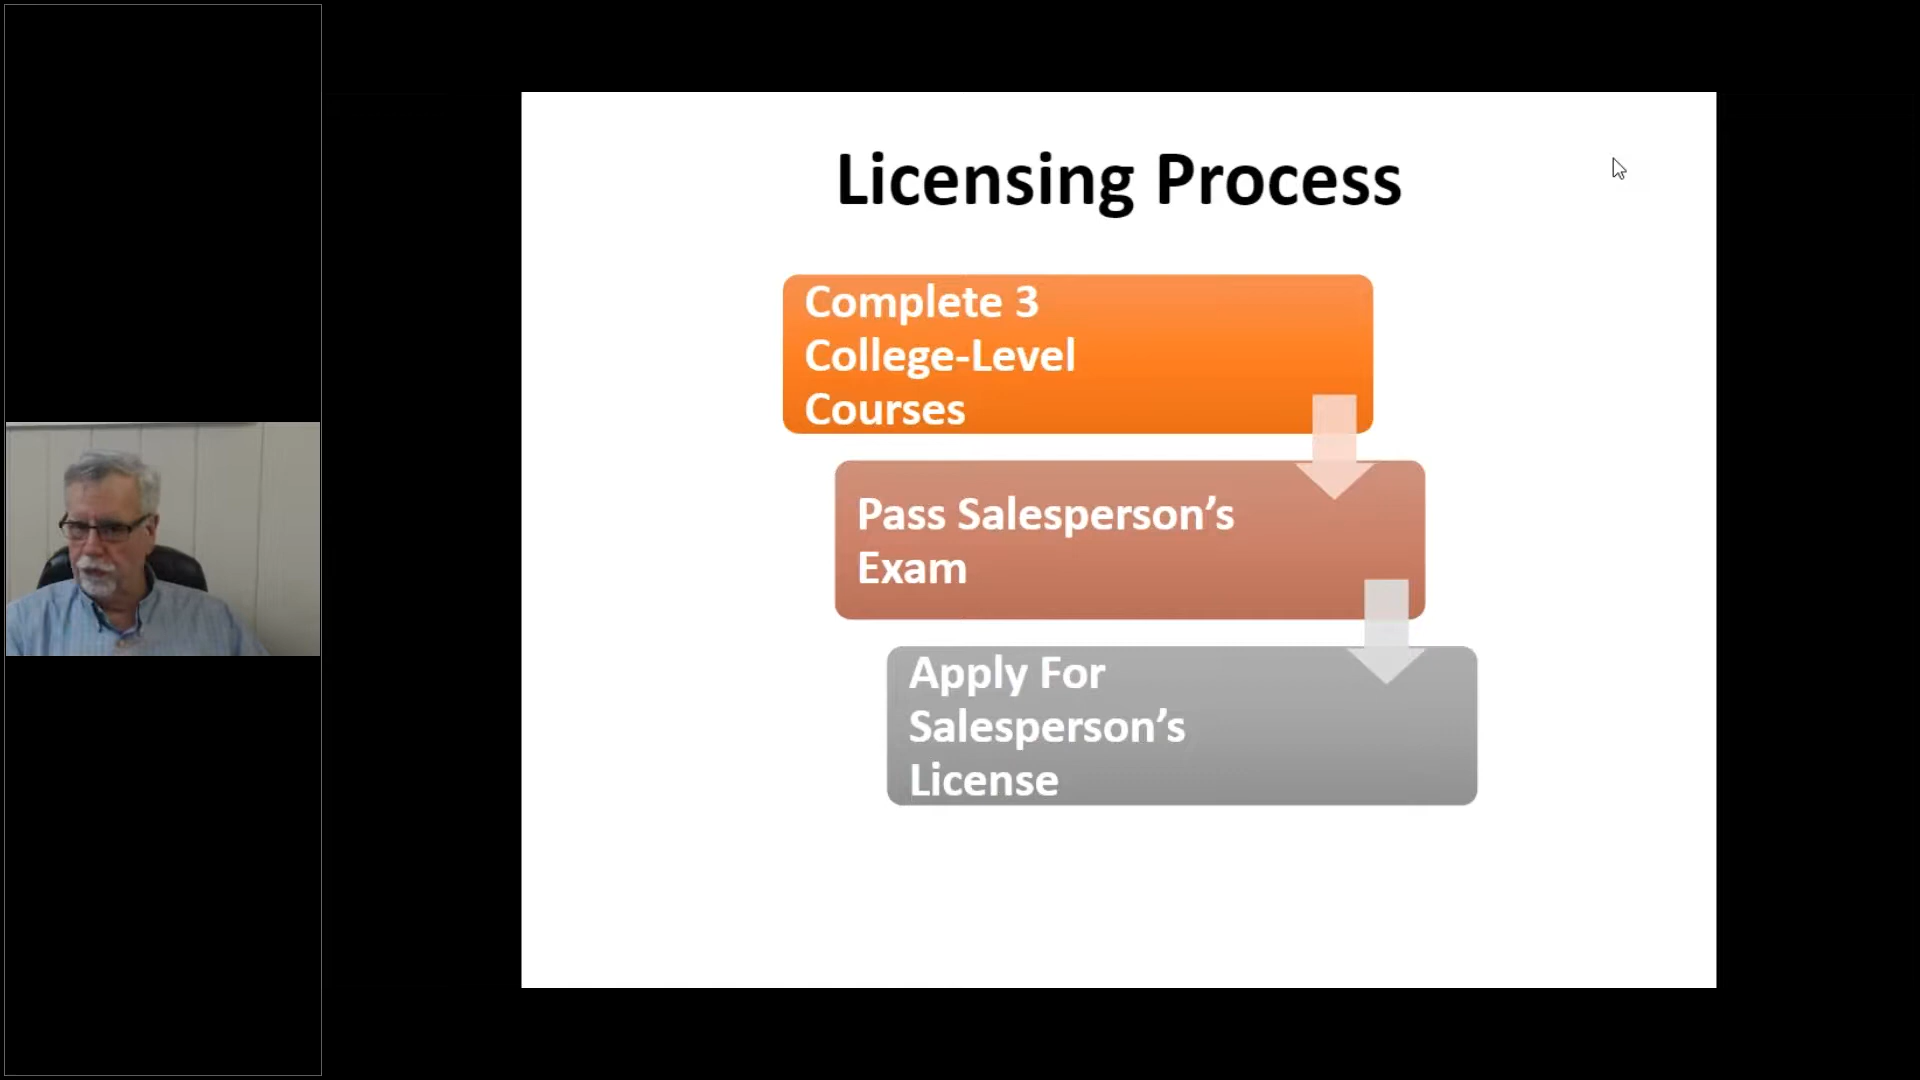 Licensing Process
Complete 3
College-Level
Courses
Pass Salesperson’s
Exam
Apply For
Salesperson’s
License